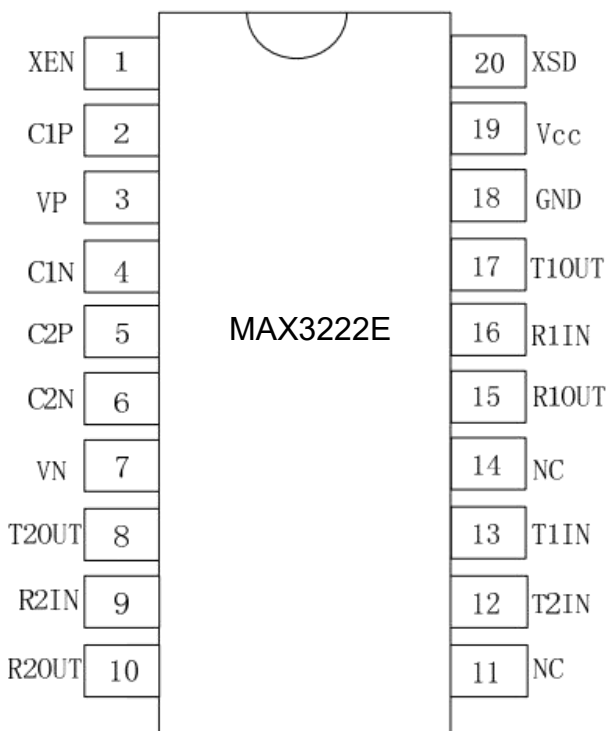 XEN 1 20 XSD
C1P 2 19 Vcc
VP 3 18 GND
C1N 4 17 T1OUT
C2P 5 MAX3222E 16 R1IN
C2N 6 15 R1OUT
VN 7 14 NC
T2OUT 8 13 T1IN
R2IN 9 12 T2IN
R2OUT 10 11 NC